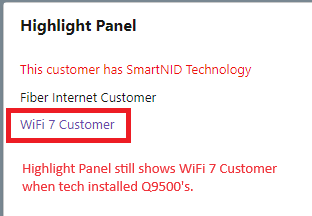 Highlight Panel
This customer has SmartNID Technology
Fiber Internet Customer
WiFi 7 Customer
Highlight Panel still shows WiFi 7 Customer
when tech installed Q9500's.